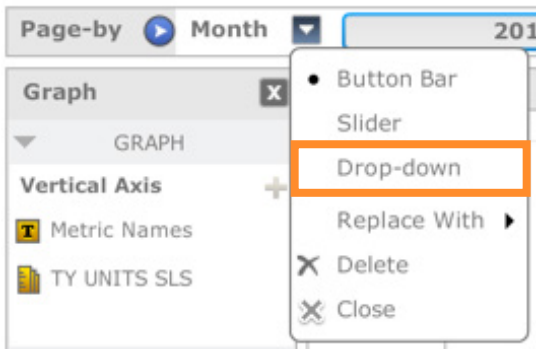 Page-by Month 201
Graph
GRAPH
Vertical Axis
T Metric Names
TY UNITS SLS
Button Bar
Slider
Drop-down
Replace With
Delete
Close